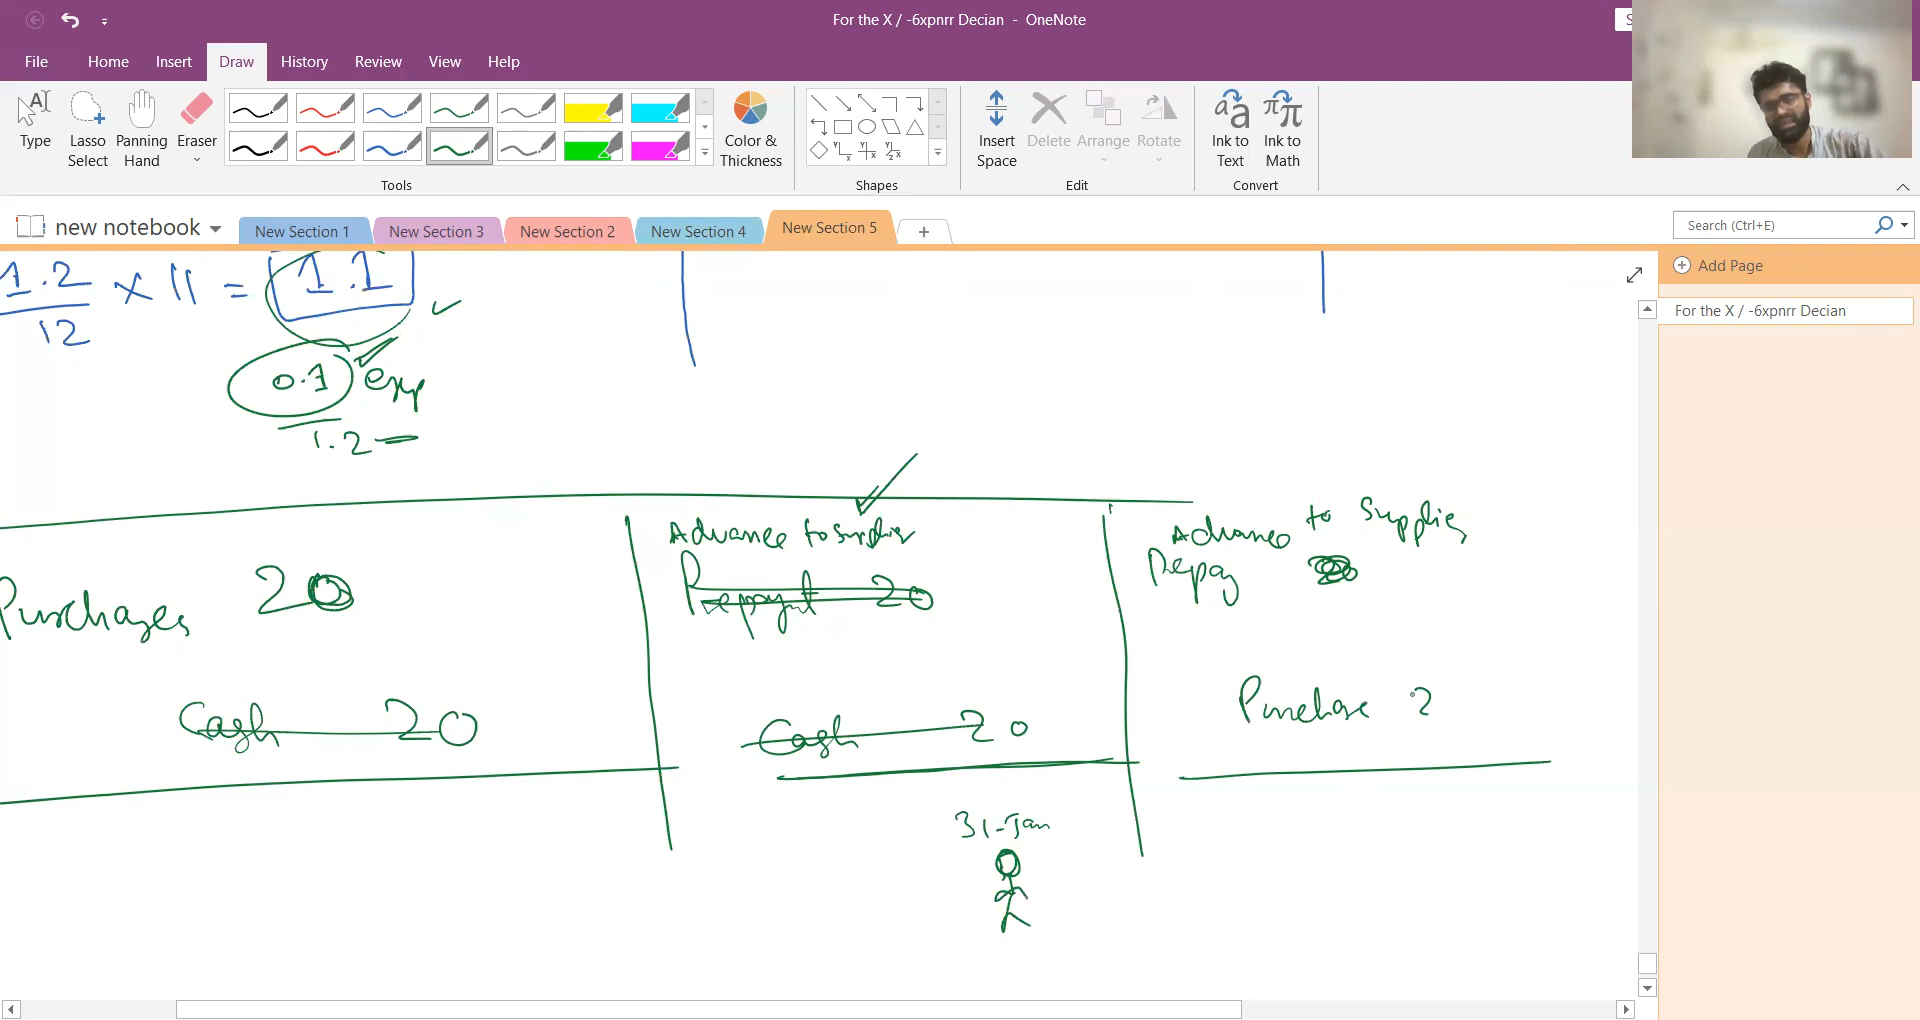 For the X / -6xpnrr Decian - OneNote
File Home Insert Draw History Review View Help
Type
Lasso Select
Panning Hand
Eraser
Color & Thickness
Insert Space
Delete
Arrange
Rotate
Ink to Text
Ink to Math
Tools
Shapes
Edit
Convert
new notebook
New Section 1
New Section 3
New Section 2
New Section 4
New Section 5
Search (Ctrl+E)
Add Page
For the X / -6xpnrr Decian
1.2
12
x 11 = 1.1
0.1 exp
1.2
Purchases 20
Cash 20
Advance to Supplier
20
Cash 20
31-Jan
Advance to Supplier
Purchase 2